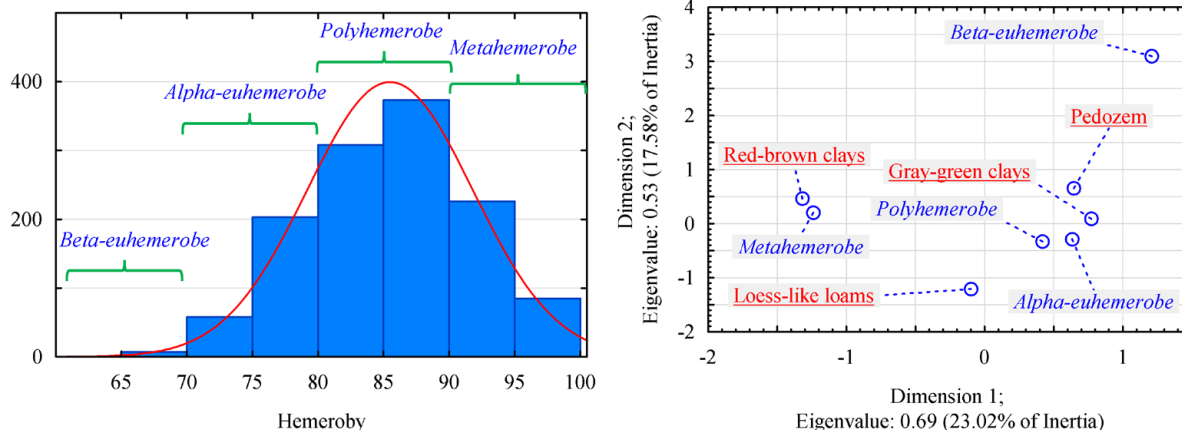 Polyhemerobe
Metahemerobe
Alpha-euhemerobe
Beta-euhemerobe
400
200
0
65 70 75 80 85 90 95 100
Hemeroby
Dimension 2;
Eigenvalue: 0.53 (17.58% of Inertia)
4
3
2
1
0
-1
-2
Beta-euhemerobe
Pedozem
Red-brown clays
Gray-green clays
Polyhemerobe
Metahemerobe
Loess-like loams
Alpha-euhemerobe
-2 -1 0 1
Dimension 1;
Eigenvalue: 0.69 (23.02% of Inertia)